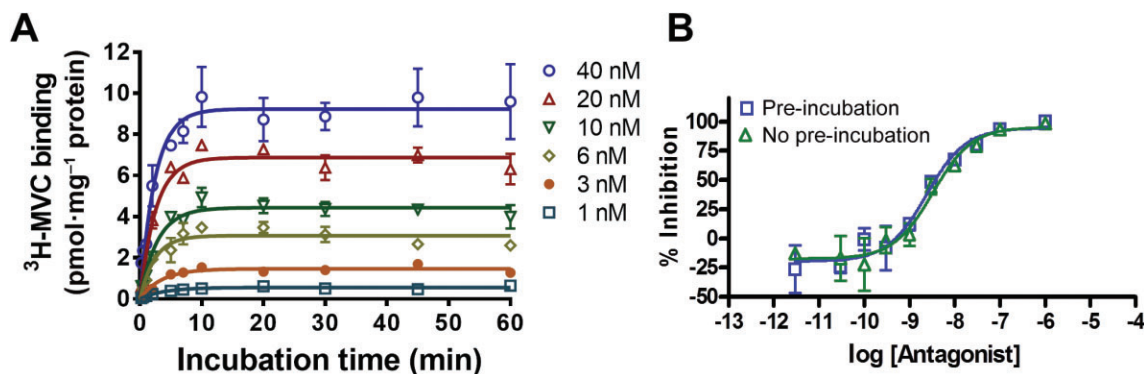 A
³H-MVC binding
(pmol·mg⁻¹ protein)
12
10
8
6
4
2
0
0
10
20
30
40
50
60
Incubation time (min)
40 nM
20 nM
10 nM
6 nM
3 nM
1 nM
B
Pre-incubation
No pre-incubation
% Inhibition
100
75
50
25
0
-25
-50
-13
-12
-11
-10
-9
-8
-7
-6
-5
-4
log [Antagonist]